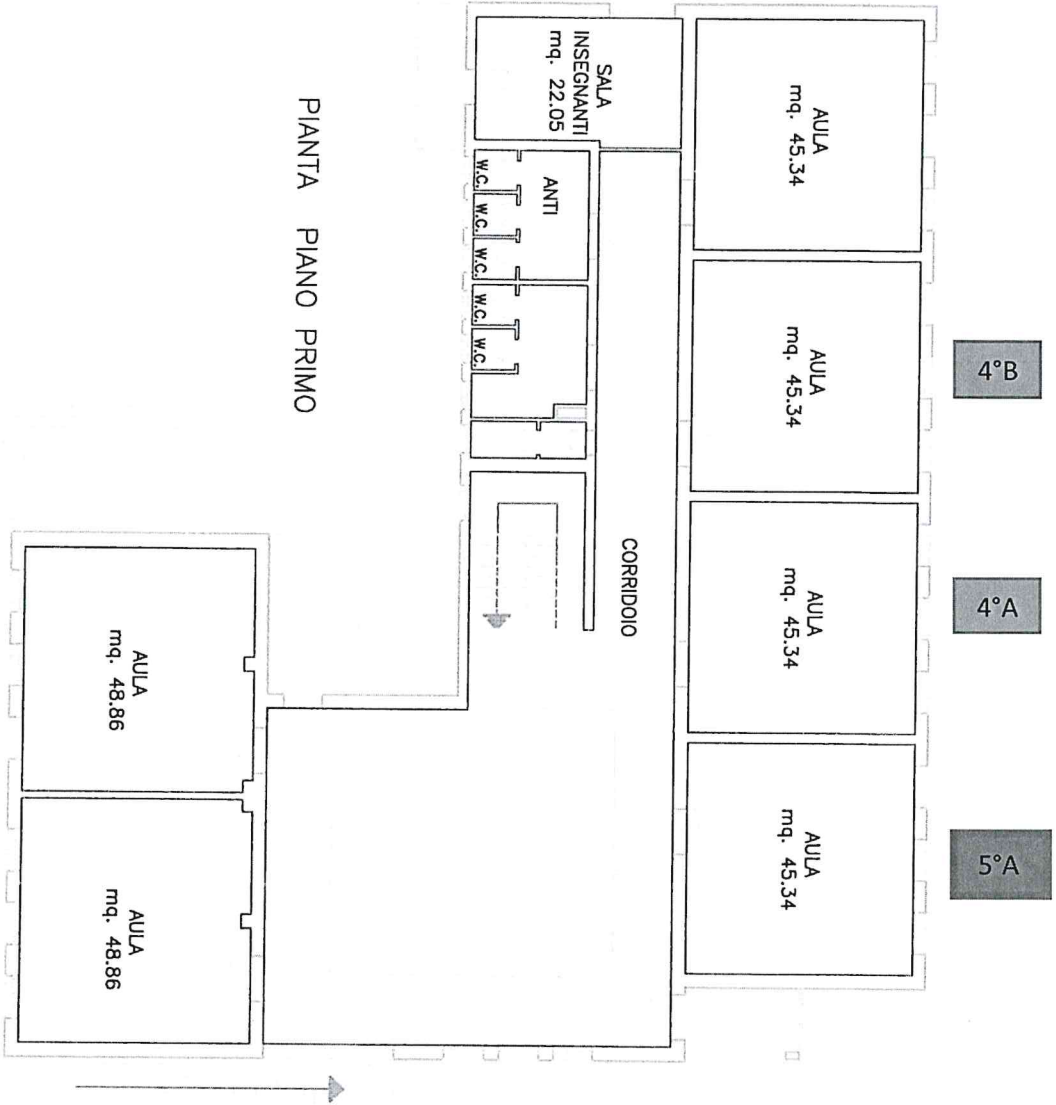 SALA
INSEGNANTI
mq. 22.05
AULA
mq. 45.34
ANTI
W.C.
W.C.
W.C.
W.C.
W.C.
AULA
mq. 45.34
4°B
CORRIDOIO
AULA
mq. 45.34
4°A
AULA
mq. 45.34
5°A
AULA
mq. 48.86
AULA
mq. 48.86
PIANTA PIANO PRIMO